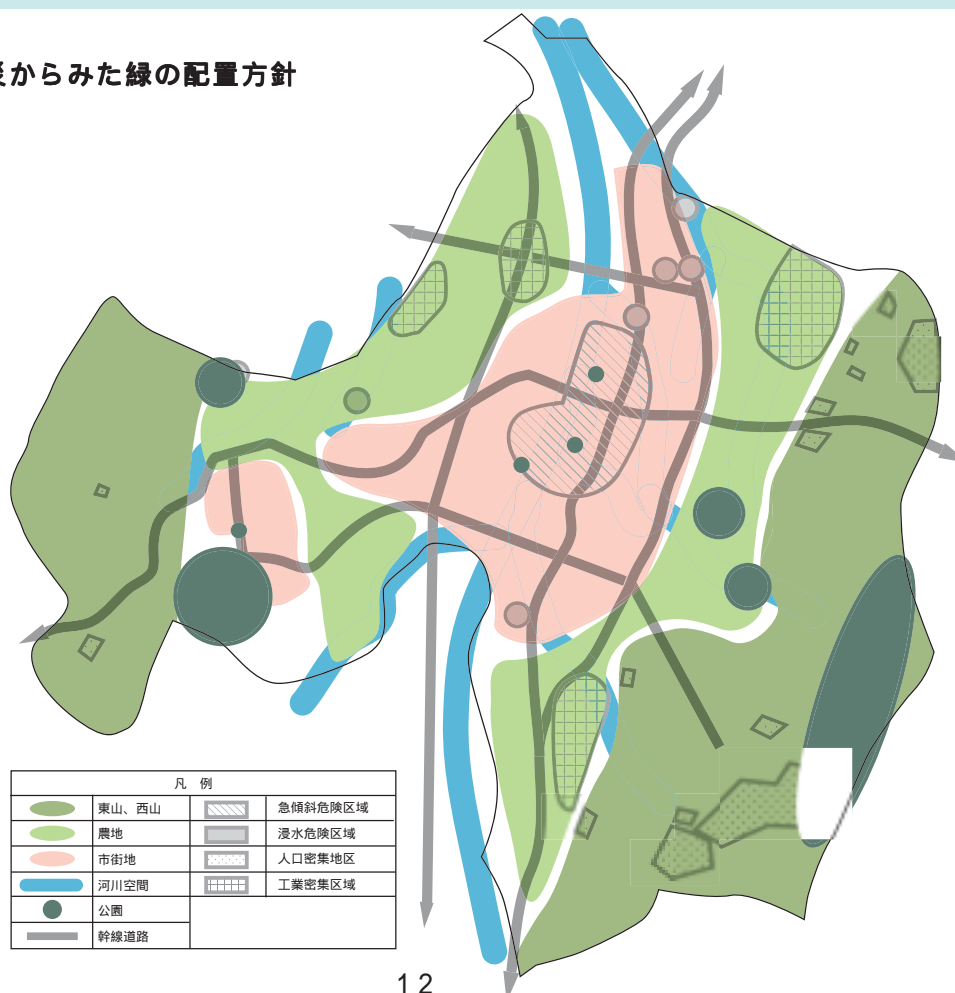 からみた緑の配置方針
凡 例
東山、西山
急傾斜危険区域
農地
浸水危険区域
市街地
人口密集地区
河川空間
工業密集区域
公園
幹線道路
12